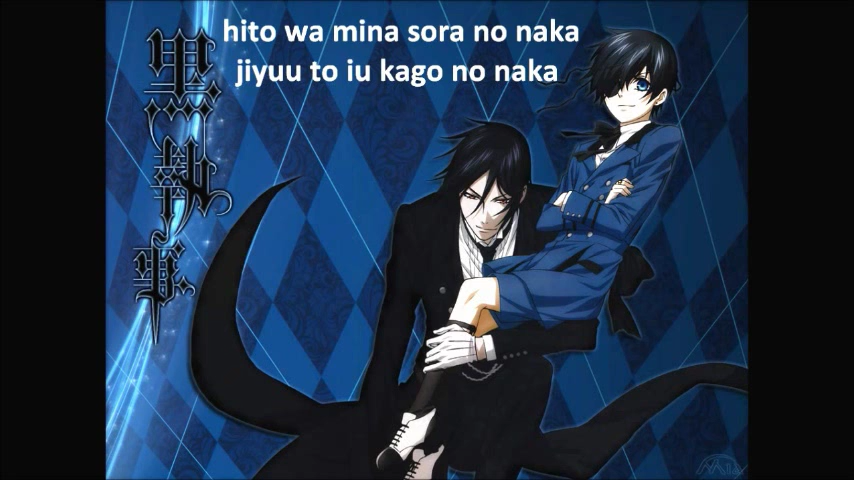 hito wa mina sora no naka
jiyuu to iu kago no naka
黒執事